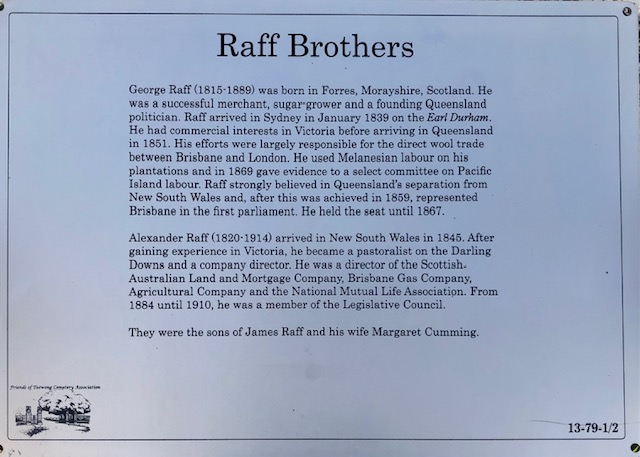 Raff Brothers
George Raff (1815-1889) was born in Forres, Morayshire, Scotland. He
was a successful merchant, sugar-grower and a founding Queensland
politician. Raff arrived in Sydney in January 1839 on the Earl Durham.
He had commercial interests in Victoria before arriving in Queensland
in 1851. His efforts were largely responsible for the direct wool trade
between Brisbane and London. He used Melanesian labour on his
plantations and in 1869 gave evidence to a select committee on Pacific
Island labour. Raff strongly believed in Queensland's separation from
New South Wales and, after this was achieved in 1859, represented
Brisbane in the first parliament. He held the seat until 1867.
Alexander Raff (1820-1914) arrived in New South Wales in 1845. After
gaining experience in Victoria, he became a pastoralist on the Darling
Downs and a company director. He was a director of the Scottish-
Australian Land and Mortgage Company, Brisbane Gas Company,
Agricultural Company and the National Mutual Life Association. From
1884 until 1910, he was a member of the Legislative Council.
They were the sons of James Raff and his wife Margaret Cumming.
Friends of Toowong Cemetery Association
13-79-1/2